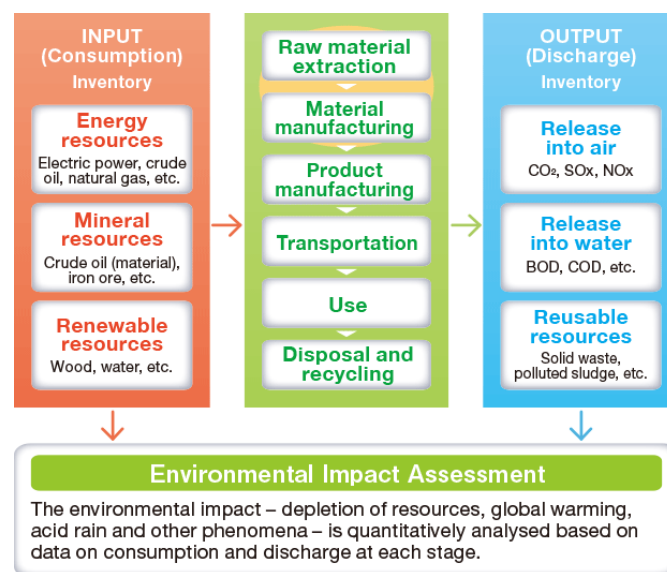 INPUT
(Consumption)
Inventory
Energy
resources
Electric power, crude
oil, natural gas, etc.
Mineral
resources
Crude oil (material),
iron ore, etc.
Renewable
resources
Wood, water, etc.
Raw material
extraction
Material
manufacturing
Product
manufacturing
Transportation
Use
Disposal and
recycling
OUTPUT
(Discharge)
Inventory
Release
into air
CO₂, SOx, NOx
Release
into water
BOD, COD, etc.
Reusable
resources
Solid waste,
polluted sludge, etc.
Environmental Impact Assessment
The environmental impact – depletion of resources, global warming,
acid rain and other phenomena – is quantitatively analysed based on
data on consumption and discharge at each stage.